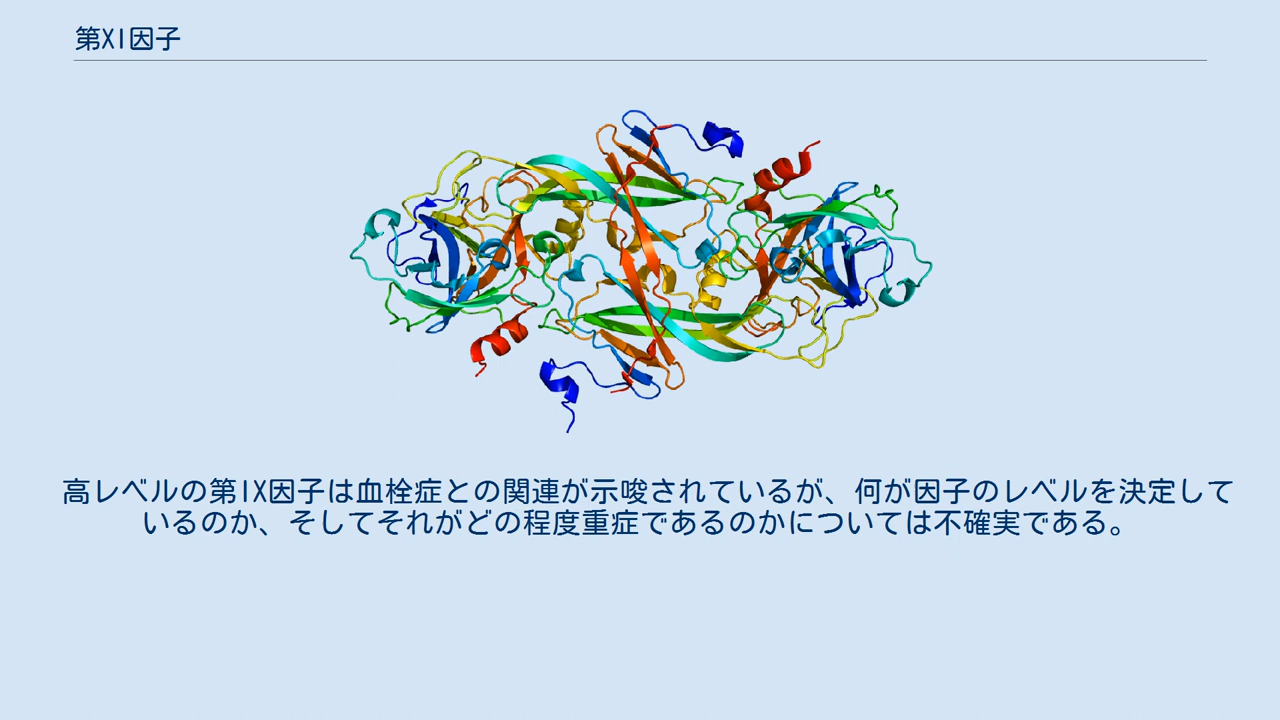 第XI因子
高レベルの第IX因子は血栓症との関連が示唆されているが、何が因子のレベルを決定して
いるのか、そしてそれがどの程度重症であるのかについては不確実である。